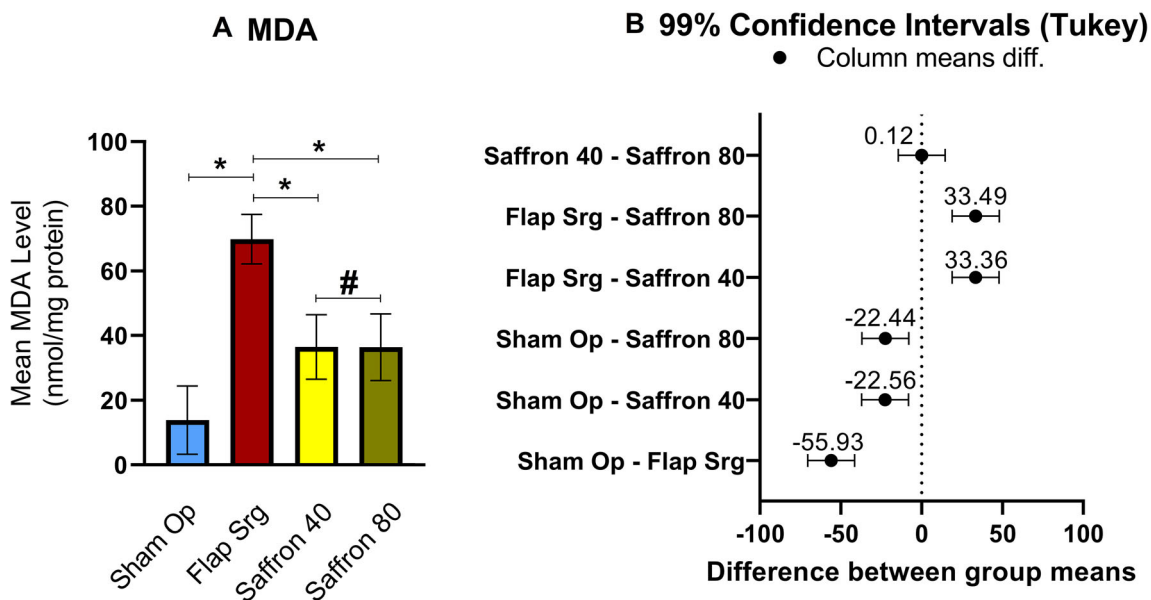 A MDA
Mean MDA Level
(nmol/mg protein)
100
80
60
40
20
0
*
*
*
#
Sham Op
Flap Srg
Saffron 40
Saffron 80
B 99% Confidence Intervals (Tukey)
Column means diff.
Saffron 40 - Saffron 80
0.12
Flap Srg - Saffron 80
33.49
Flap Srg - Saffron 40
33.36
Sham Op - Saffron 80
-22.44
Sham Op - Saffron 40
-22.56
Sham Op - Flap Srg
-55.93
-100 -50 0 50 100
Difference between group means